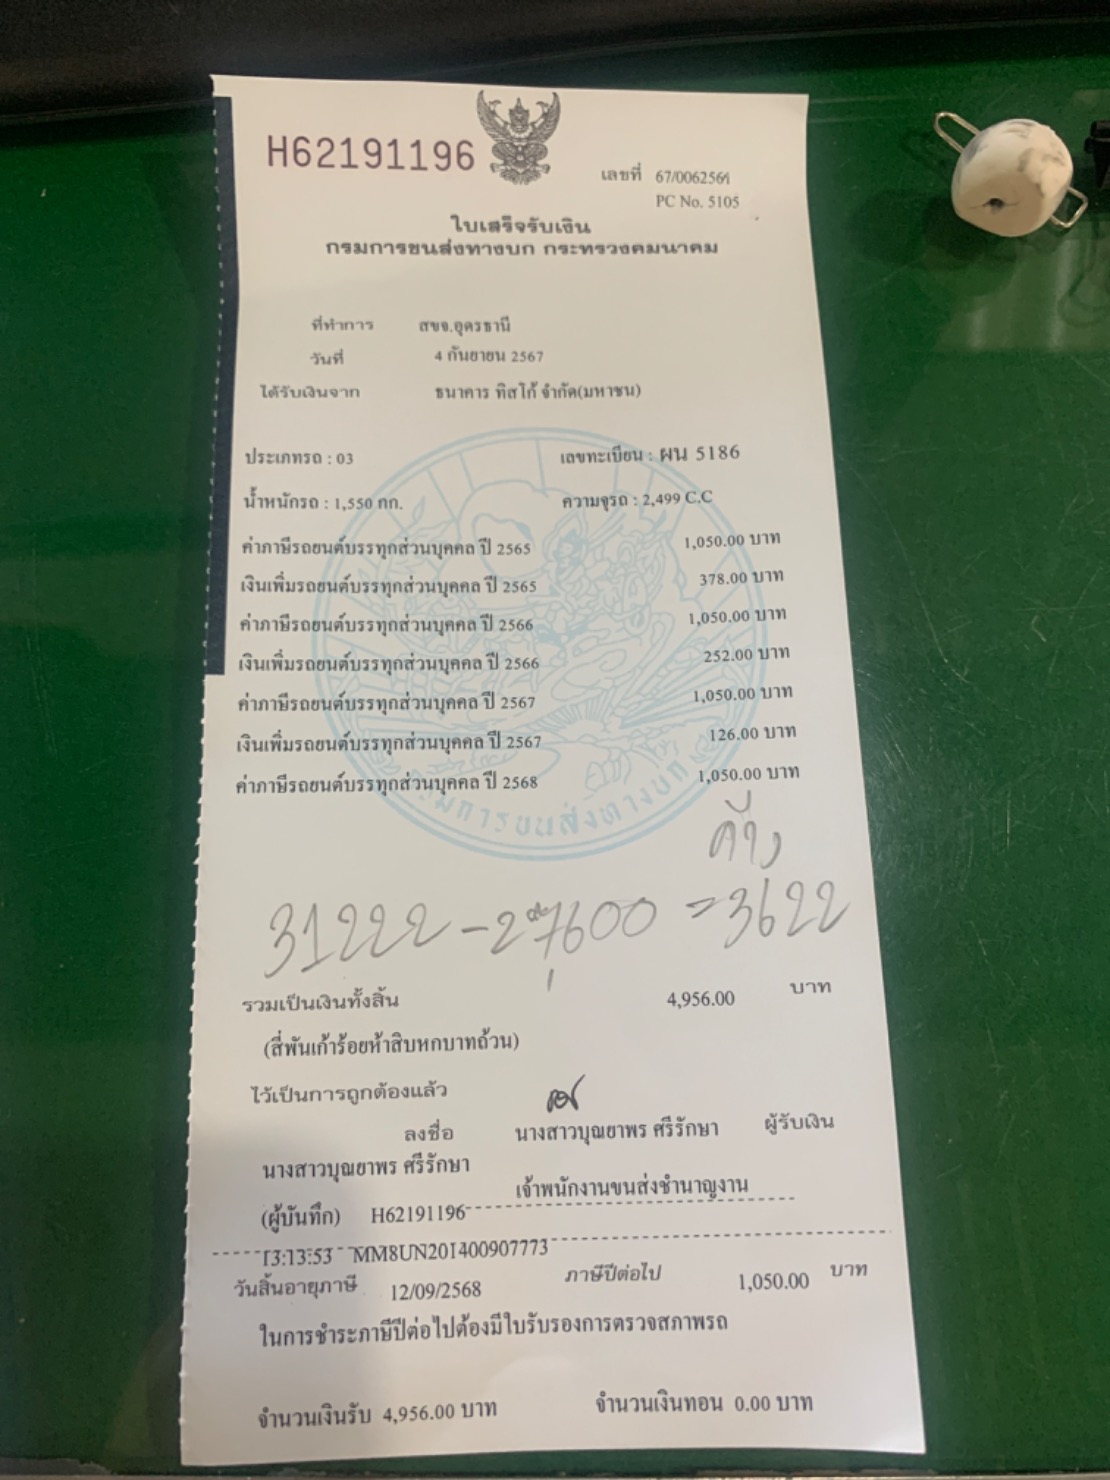 H62191196
เลขที่ 67/0062561
PC No. 5105
ใบเสร็จรับเงิน
กรมการขนส่งทางบก กระทรวงคมนาคม
ที่ทำการ สขจ.อุดรธานี
วันที่ 4 กันยายน 2567
ได้รับเงินจาก ธนาคาร ทิสโก้ จำกัด(มหาชน)
ประเภทรถ : 03 เลขทะเบียน : ผน 5186
น้ำหนักรถ : 1,550 กก. ความจุรถ : 2,499 C.C
ค่าภาษีรถยนต์บรรทุกส่วนบุคคล ปี 2565 1,050.00 บาท
เงินเพิ่มรถยนต์บรรทุกส่วนบุคคล ปี 2565 378.00 บาท
ค่าภาษีรถยนต์บรรทุกส่วนบุคคล ปี 2566 1,050.00 บาท
เงินเพิ่มรถยนต์บรรทุกส่วนบุคคล ปี 2566 252.00 บาท
ค่าภาษีรถยนต์บรรทุกส่วนบุคคล ปี 2567 1,050.00 บาท
เงินเพิ่มรถยนต์บรรทุกส่วนบุคคล ปี 2567 126.00 บาท
ค่าภาษีรถยนต์บรรทุกส่วนบุคคล ปี 2568 1,050.00 บาท
กรมการขนส่งทางบก
ค้าง
31222 - 27600 = 3622
รวมเป็นเงินทั้งสิ้น 4,956.00 บาท
(สี่พันเก้าร้อยห้าสิบหกบาทถ้วน)
ไว้เป็นการถูกต้องแล้ว
ลงชื่อ นางสาวบุณยาพร ศรีรักษา ผู้รับเงิน
นางสาวบุณยาพร ศรีรักษา
เจ้าพนักงานขนส่งชำนาญงาน
(ผู้บันทึก) H62191196
13:13:53 MM8UN201400907773
วันสิ้นอายุภาษี 12/09/2568 ภาษีปีต่อไป 1,050.00 บาท
ในการชำระภาษีปีต่อไปต้องมีใบรับรองการตรวจสภาพรถ
จำนวนเงินรับ 4,956.00 บาท จำนวนเงินทอน 0.00 บาท